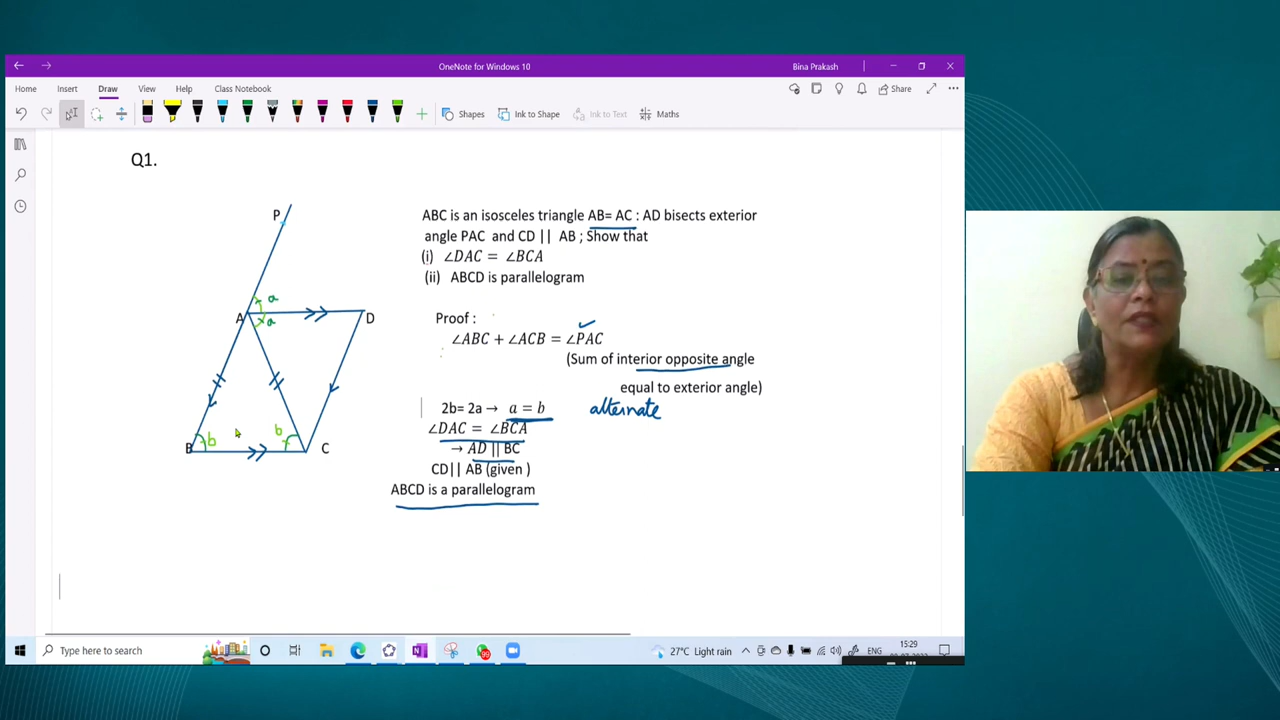 OneNote for Windows 10
Bina Prakash
Home Insert Draw View Help Class Notebook
Share
Shapes Ink to Shape Ink to Text Maths
Q1.
P
a
A a D
b b
B C
ABC is an isosceles triangle AB= AC : AD bisects exterior
angle PAC and CD || AB ; Show that
(i) ∠DAC = ∠BCA
(ii) ABCD is parallelogram
Proof :
∠ABC + ∠ACB = ∠PAC
(Sum of interior opposite angle
equal to exterior angle)
2b= 2a → a = b alternate
∠DAC = ∠BCA
→ AD || BC
CD|| AB (given )
ABCD is a parallelogram
Type here to search
99
27°C Light rain
ENG
15:29